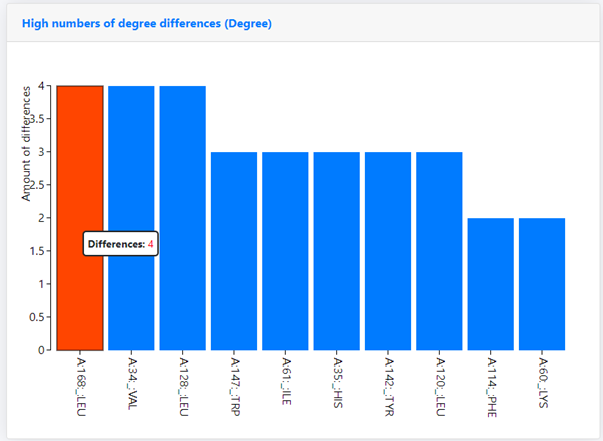 High numbers of degree differences (Degree)
Amount of differences
4
3.5
3
2.5
2
1.5
1
0.5
0
Differences: 4
A:168:_:LEU
A:34:_:VAL
A:128:_:LEU
A:147:_:TRP
A:61:_:ILE
A:35:_:HIS
A:142:_:TYR
A:120:_:LEU
A:114:_:PHE
A:60:_:LYS